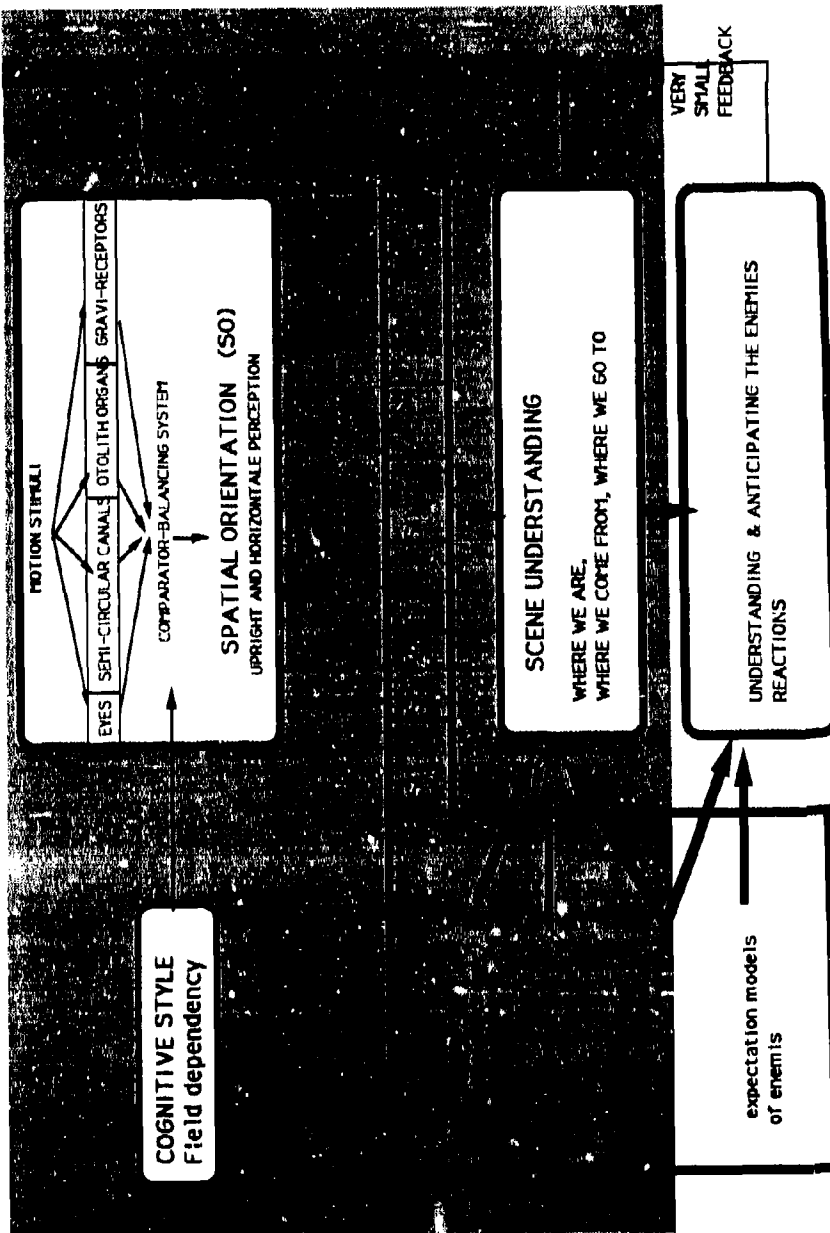 MOTION STIMULI
EYES SEMI-CIRCULAR CANALS OTOLITH ORGANS GRAVI-RECEPTORS
COMPARATOR-BALANCING SYSTEM
SPATIAL ORIENTATION (SO)
UPRIGHT AND HORIZONTALE PERCEPTION
COGNITIVE STYLE
Field dependency
SCENE UNDERSTANDING
WHERE WE ARE,
WHERE WE COME FROM, WHERE WE GO TO
VERY
SMALL
FEEDBACK
UNDERSTANDING & ANTICIPATING THE ENEMIES
REACTIONS
expectation models
of enemis